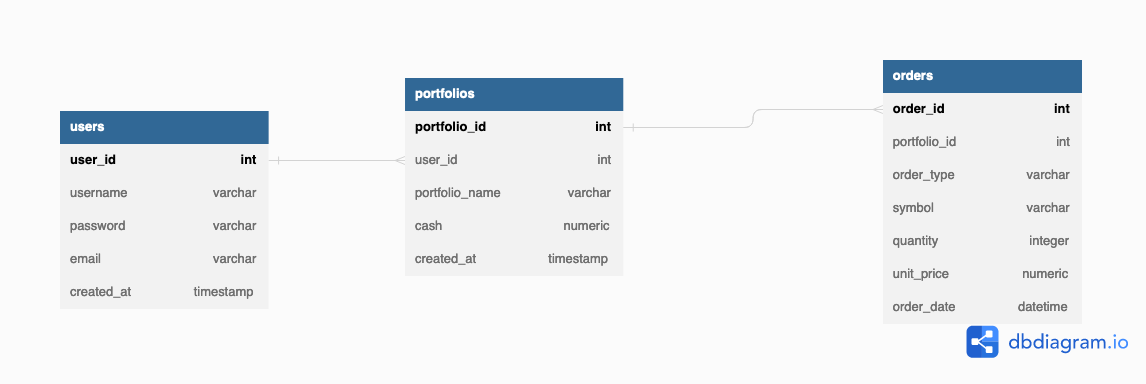 users
user_id int
username varchar
password varchar
email varchar
created_at timestamp
portfolios
portfolio_id int
user_id int
portfolio_name varchar
cash numeric
created_at timestamp
orders
order_id int
portfolio_id int
order_type varchar
symbol varchar
quantity integer
unit_price numeric
order_date datetime
dbdiagram.io